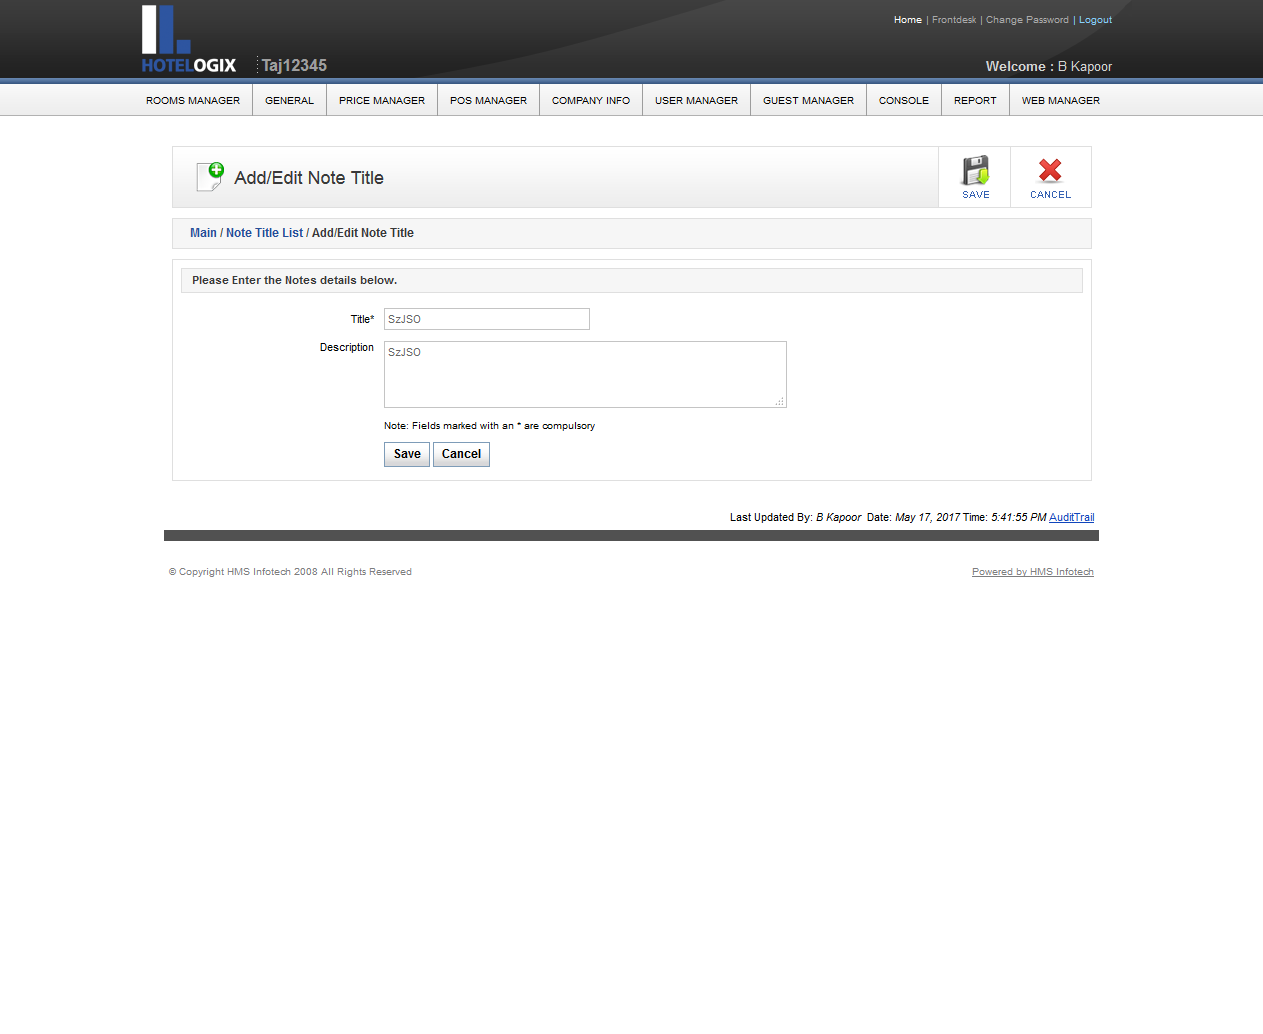 Home | Frontdesk | Change Password | Logout
HOTELOGIX Taj12345 Welcome : B Kapoor
ROOMS MANAGER GENERAL PRICE MANAGER POS MANAGER COMPANY INFO USER MANAGER GUEST MANAGER CONSOLE REPORT WEB MANAGER
Add/Edit Note Title
SAVE CANCEL
Main / Note Title List / Add/Edit Note Title
Please Enter the Notes details below.
Title* SzJSO
Description SzJSO
Note: Fields marked with an * are compulsory
Save Cancel
Last Updated By: B Kapoor Date: May 17, 2017 Time: 5:41:55 PM AuditTrail
© Copyright HMS Infotech 2008 All Rights Reserved Powered by HMS Infotech